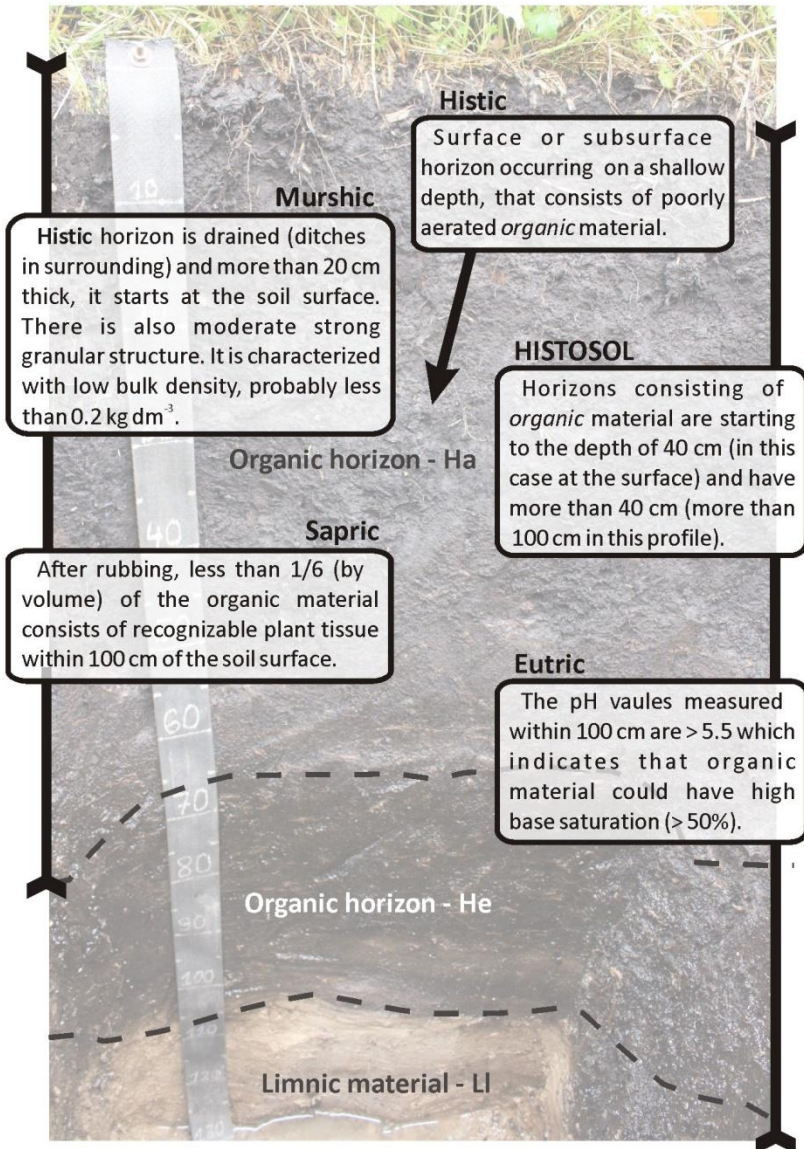 Histic
Surface or subsurface
horizon occurring on a shallow
depth, that consists of poorly
aerated organic material.
Murshic
Histic horizon is drained (ditches
in surrounding) and more than 20 cm
thick, it starts at the soil surface.
There is also moderate strong
granular structure. It is characterized
with low bulk density, probably less
than 0.2 kg dm⁻³.
HISTOSOL
Horizons consisting of
organic material are starting
to the depth of 40 cm (in this
case at the surface) and have
more than 40 cm (more than
100 cm in this profile).
Organic horizon - Ha
Sapric
After rubbing, less than 1/6 (by
volume) of the organic material
consists of recognizable plant tissue
within 100 cm of the soil surface.
Eutric
The pH vaules measured
within 100 cm are > 5.5 which
indicates that organic
material could have high
base saturation (> 50%).
Organic horizon - He
Limnic material - Ll
10
40
60
70
80
90
100